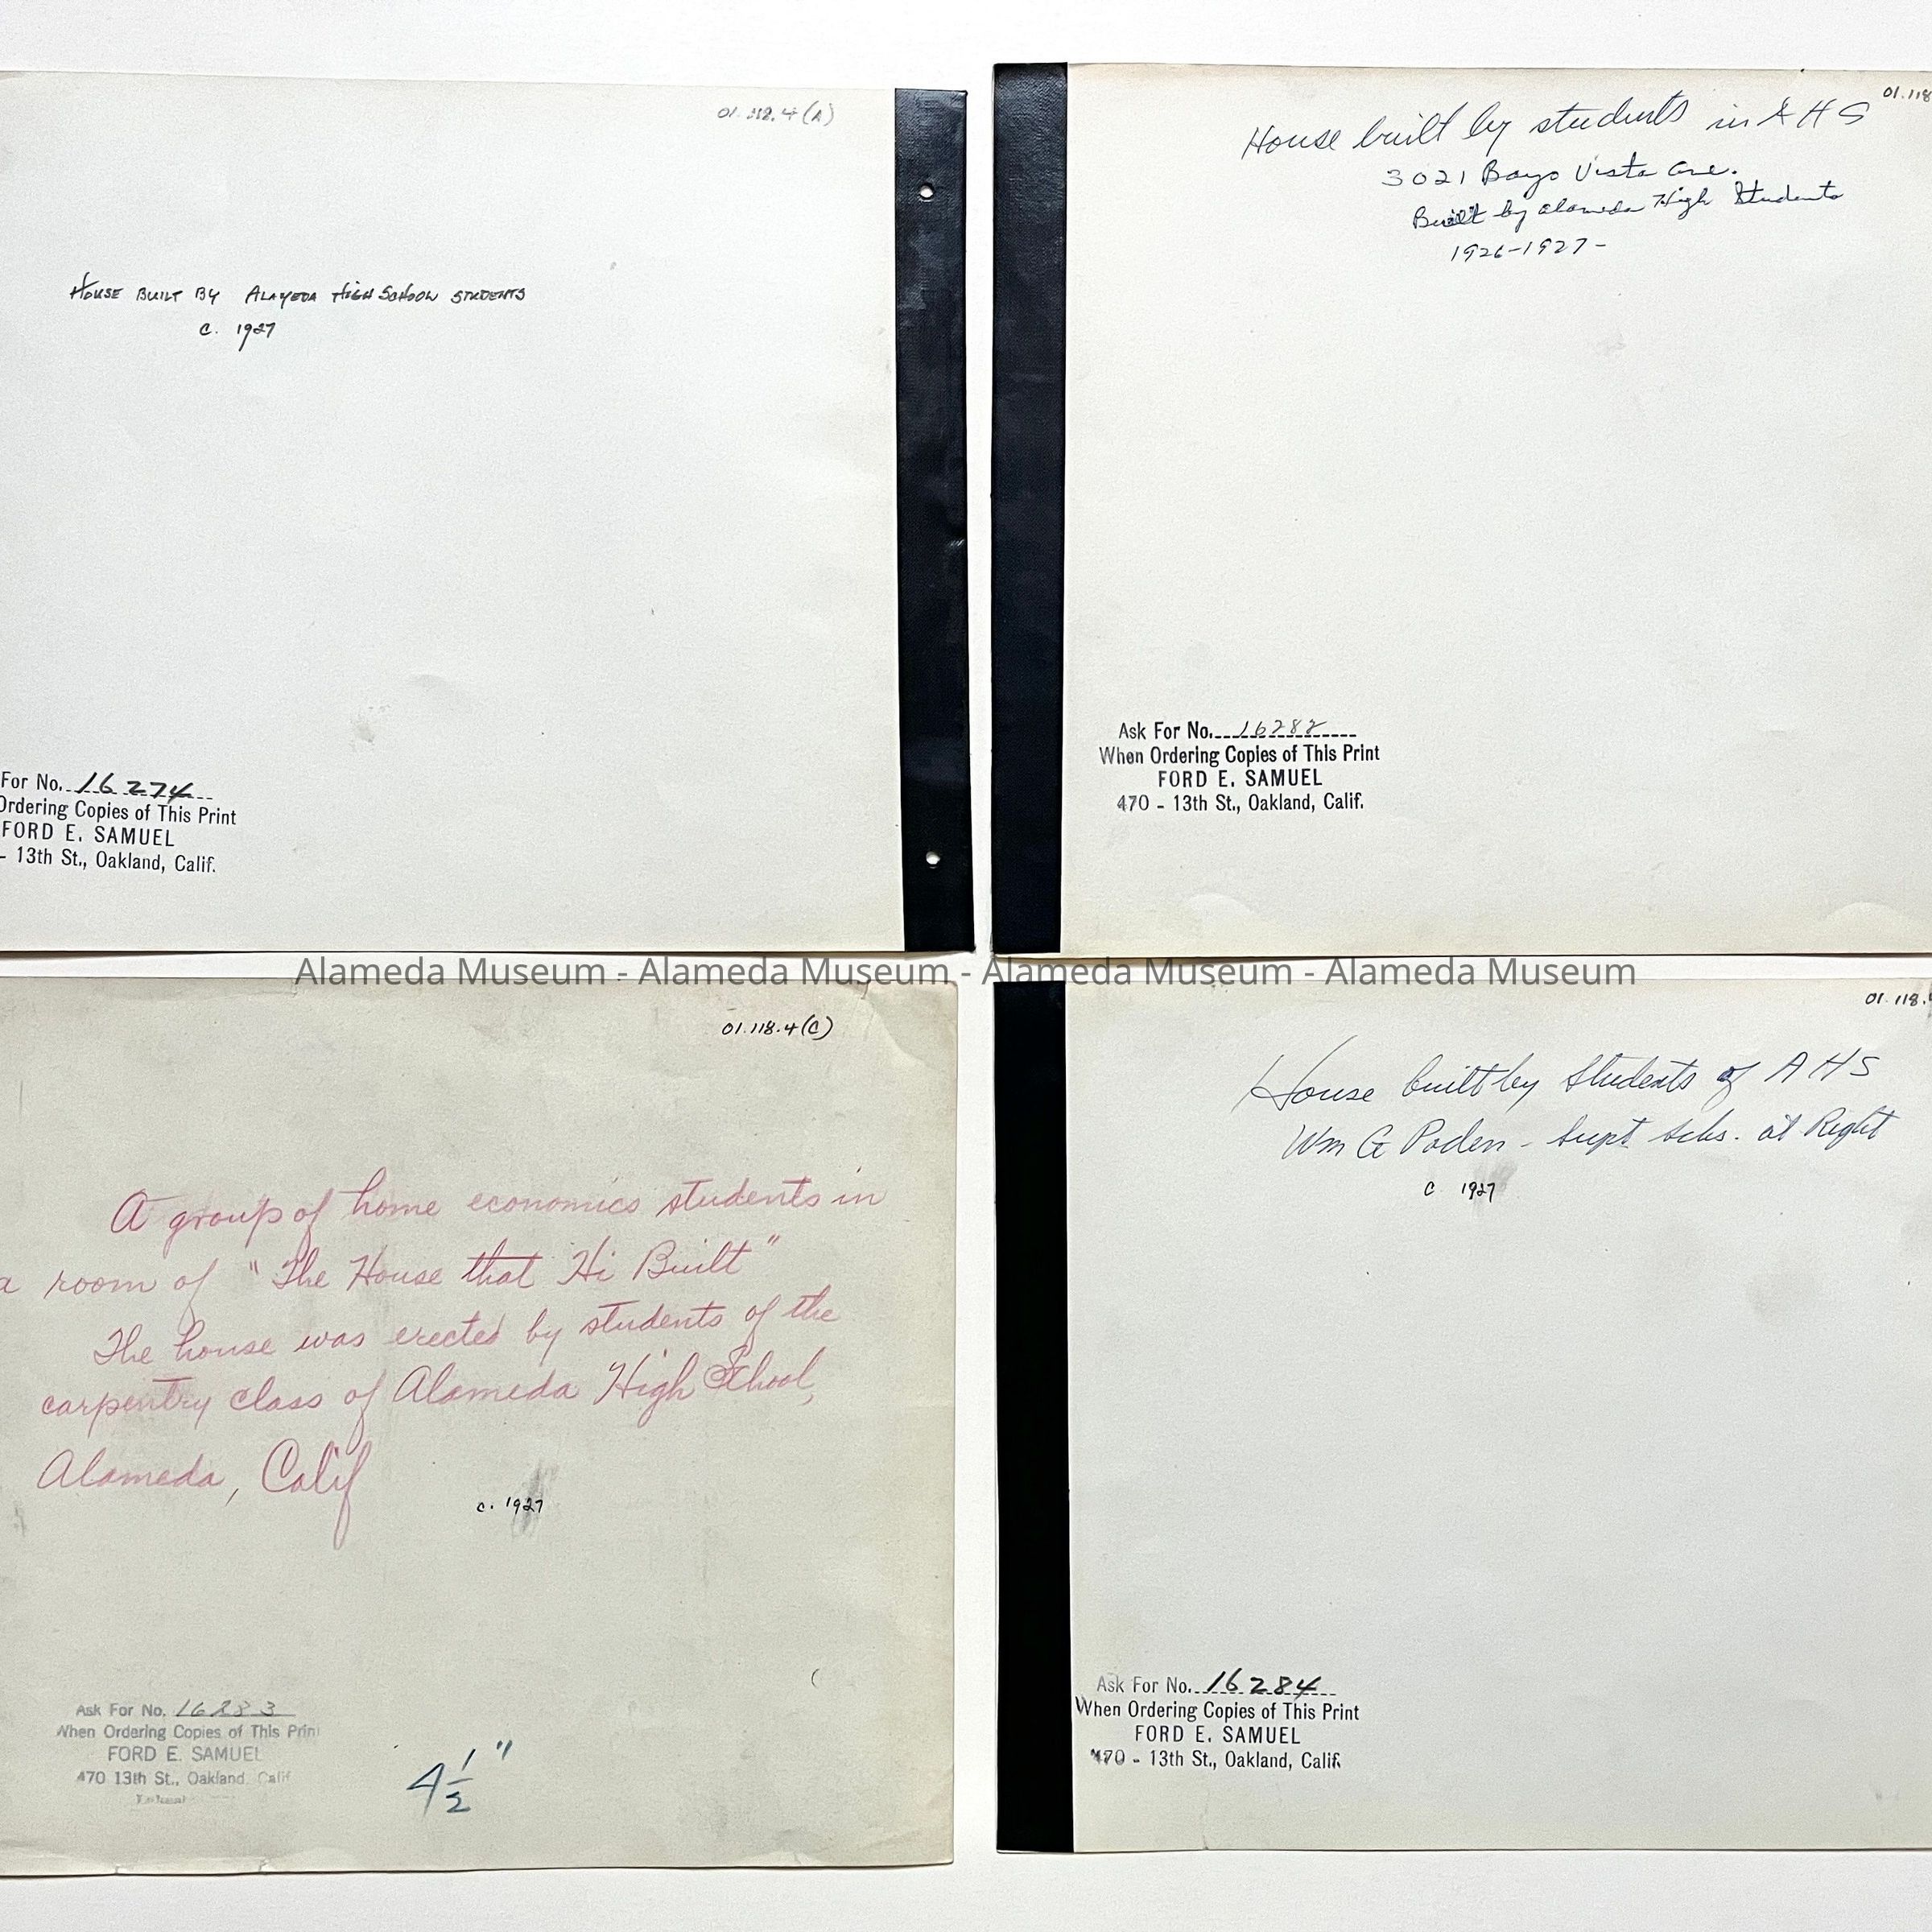 01.118.4(A)
HOUSE BUILT BY ALAMEDA HIGH SCHOOL STUDENTS
C. 1927
For No. 16274
Ordering Copies of This Print
FORD E. SAMUEL
- 13th St., Oakland, Calif.
01.118
House built by students in A H S
3021 Bayo Vista Ave.
Built by Alameda High Students
1926-1927-
Ask For No. 16282
When Ordering Copies of This Print
FORD E. SAMUEL
470 - 13th St., Oakland, Calif.
Alameda Museum - Alameda Museum - Alameda Museum - Alameda Museum
01.118.4(C)
A group of home economics students in
a room of "The House that Hi Built"
The house was erected by students of the
carpentry class of Alameda High School,
Alameda, Calif
c. 1927
Ask For No. 16283
When Ordering Copies of This Print
FORD E. SAMUEL
470 13th St., Oakland, Calif
4 1/2"
01.118.
House built by Students of A H S
Wm G Paden - Supt Schs. at Right
c 1927
Ask For No. 16284
When Ordering Copies of This Print
FORD E. SAMUEL
470 - 13th St., Oakland, Calif.